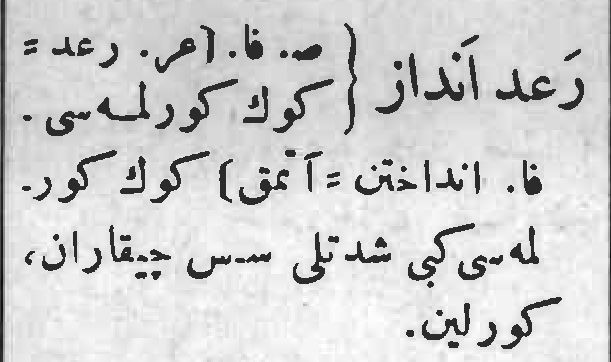 رَعد اَنداز { ص. فا. [عر. رعد =
كوك كورلمه‌سى.
فا. انداختن = آتمق) كوك كور-
لمه‌سى كبى شدتلى سس چيقاران،
كورلين.